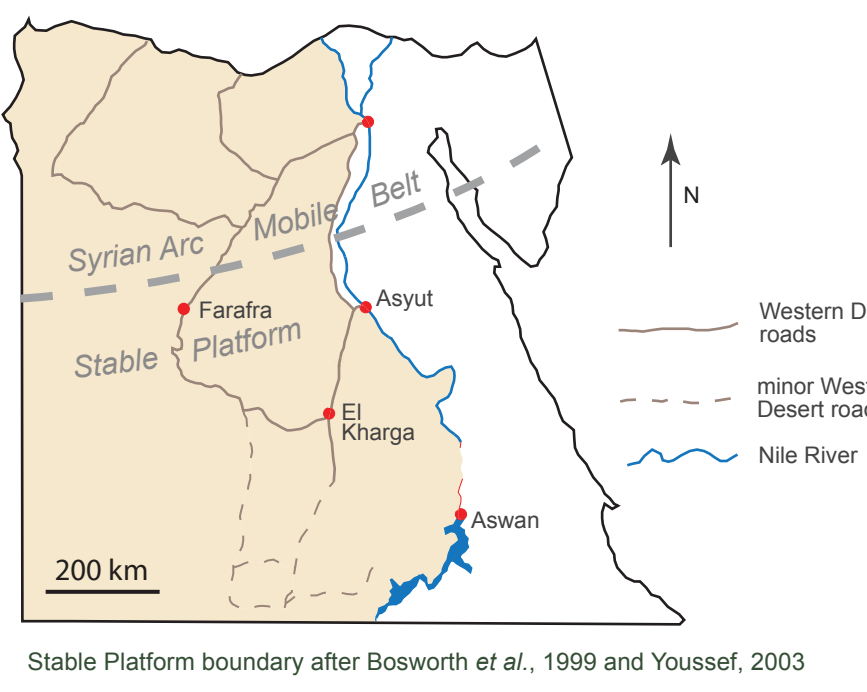 Syrian Arc Mobile Belt
N
Farafra
Asyut
Stable Platform
El
Kharga
Aswan
200 km
Western D
roads
minor West
Desert road
Nile River
Stable Platform boundary after Bosworth et al., 1999 and Youssef, 2003